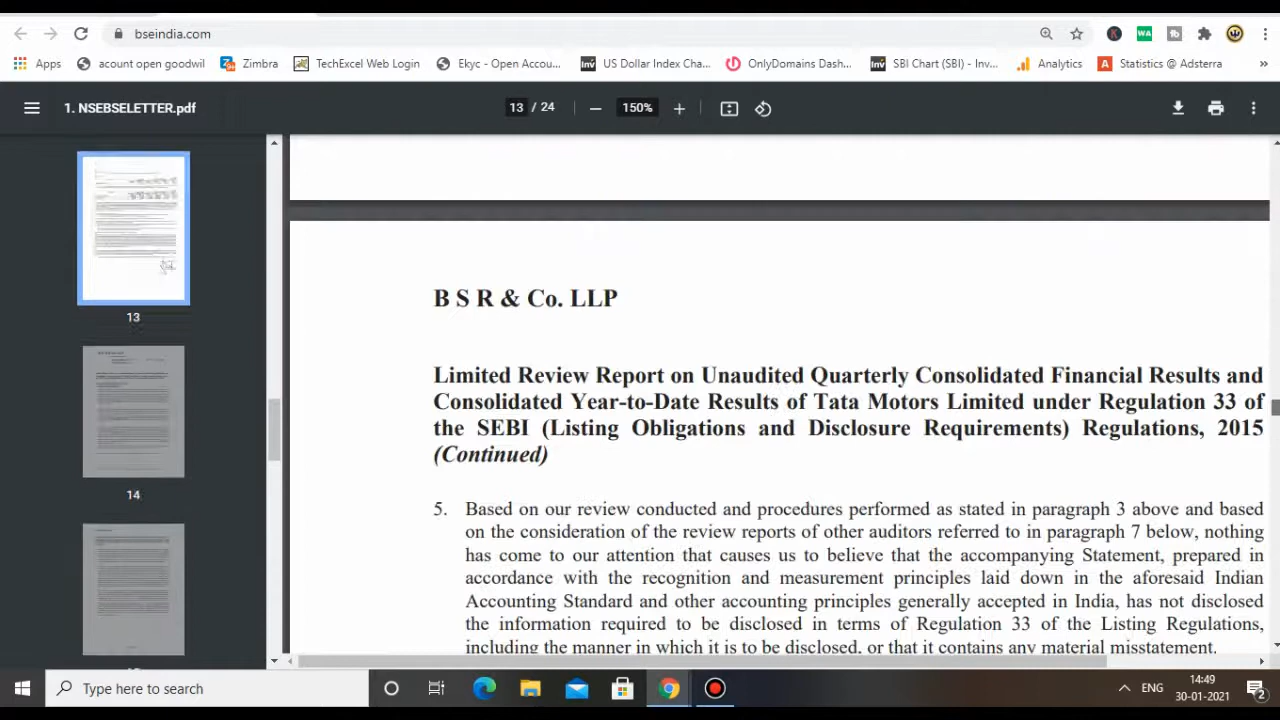 bseindia.com
Apps
acount open goodwil
Zimbra
TechExcel Web Login
Ekyc - Open Accou...
US Dollar Index Cha...
OnlyDomains Dash...
SBI Chart (SBI) - Inv...
Analytics
Statistics @ Adsterra
»
1. NSEBSELETTER.pdf
13 / 24
150%
13
14
B S R & Co. LLP
Limited Review Report on Unaudited Quarterly Consolidated Financial Results and
Consolidated Year-to-Date Results of Tata Motors Limited under Regulation 33 of
the SEBI (Listing Obligations and Disclosure Requirements) Regulations, 2015
(Continued)
5. Based on our review conducted and procedures performed as stated in paragraph 3 above and based
on the consideration of the review reports of other auditors referred to in paragraph 7 below, nothing
has come to our attention that causes us to believe that the accompanying Statement, prepared in
accordance with the recognition and measurement principles laid down in the aforesaid Indian
Accounting Standard and other accounting principles generally accepted in India, has not disclosed
the information required to be disclosed in terms of Regulation 33 of the Listing Regulations,
including the manner in which it is to be disclosed, or that it contains any material misstatement.
Type here to search
ENG
14:49
30-01-2021
2